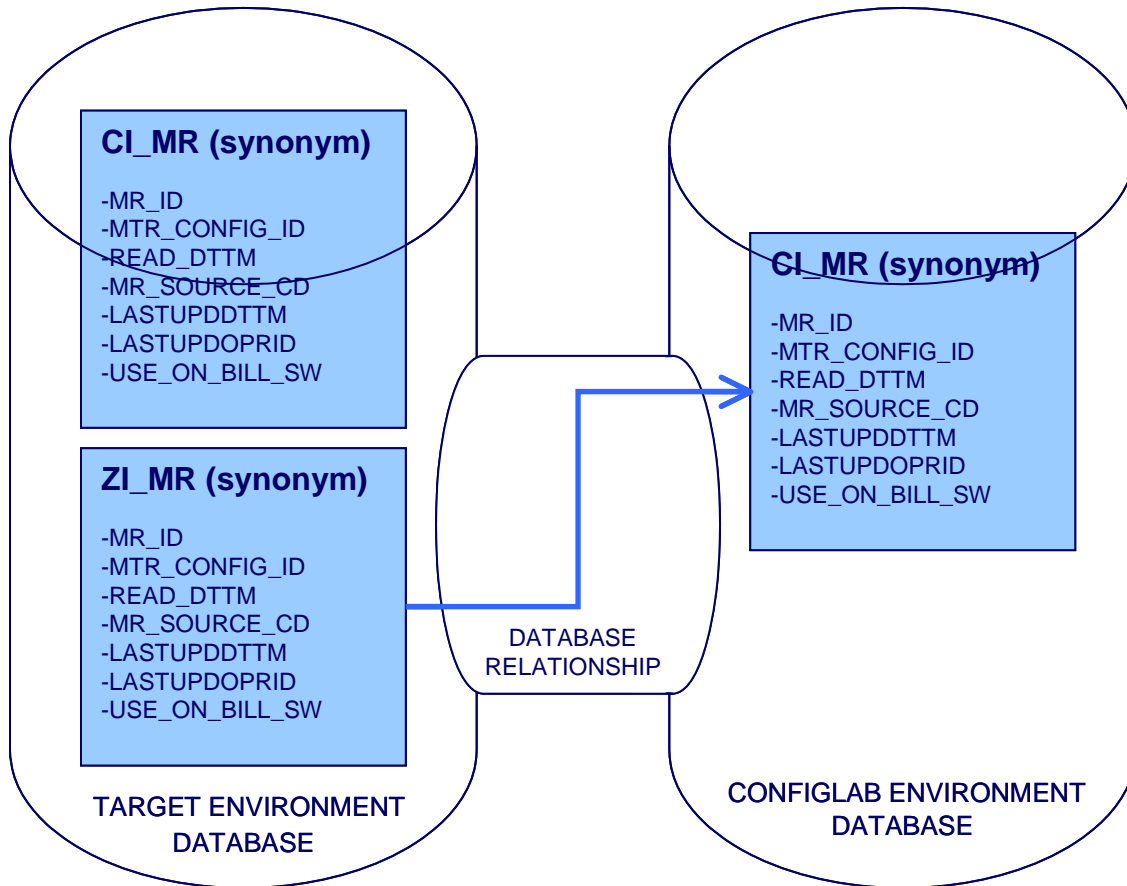 CI_MR (synonym)
-MR_ID
-MTR_CONFIG_ID
-READ_DTTM
-MR_SOURCE_CD
-LASTUPDDTTM
-LASTUPDOPRID
-USE_ON_BILL_SW
ZI_MR (synonym)
-MR_ID
-MTR_CONFIG_ID
-READ_DTTM
-MR_SOURCE_CD
-LASTUPDDTTM
-LASTUPDOPRID
-USE_ON_BILL_SW
TARGET ENVIRONMENT
DATABASE
DATABASE
RELATIONSHIP
CI_MR (synonym)
-MR_ID
-MTR_CONFIG_ID
-READ_DTTM
-MR_SOURCE_CD
-LASTUPDDTTM
-LASTUPDOPRID
-USE_ON_BILL_SW
CONFIGLAB ENVIRONMENT
DATABASE